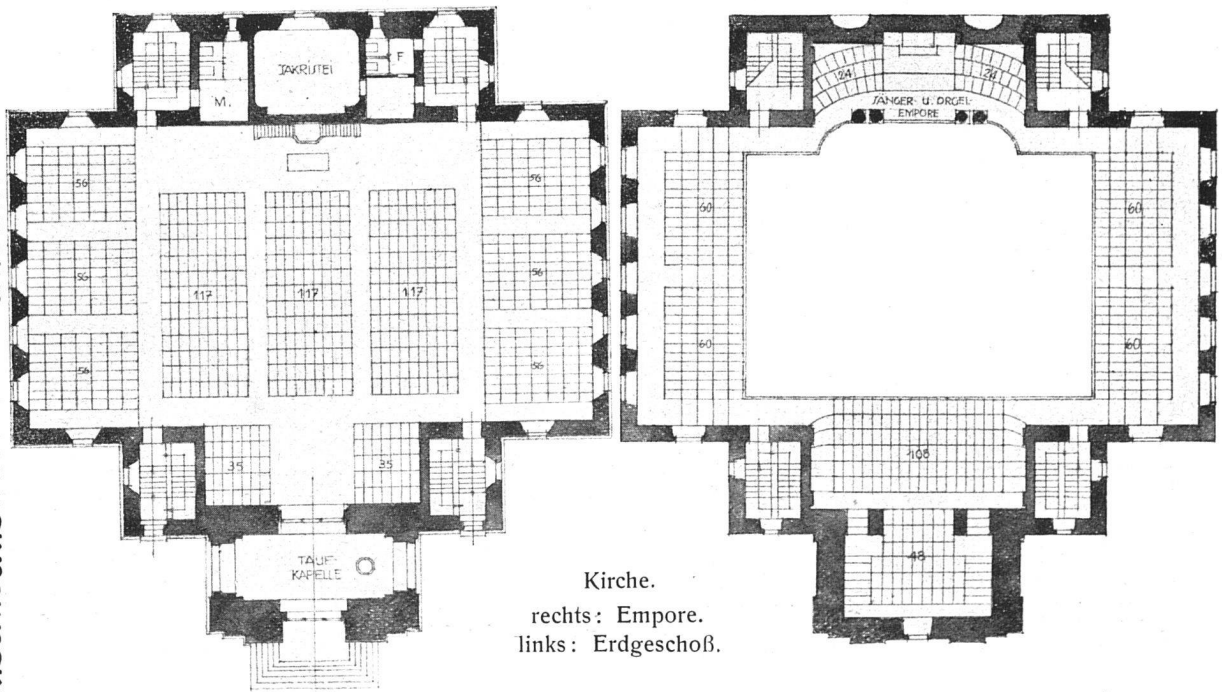 SAKRISTEI
M.
F
56
56
56
56
56
56
117
117
117
35
35
TAUF-
KAPELLE
24
24
SÄNGER- U. ORGEL-
EMPORE
60
60
60
60
108
48
Kirche.
rechts: Empore.
links: Erdgeschoß.